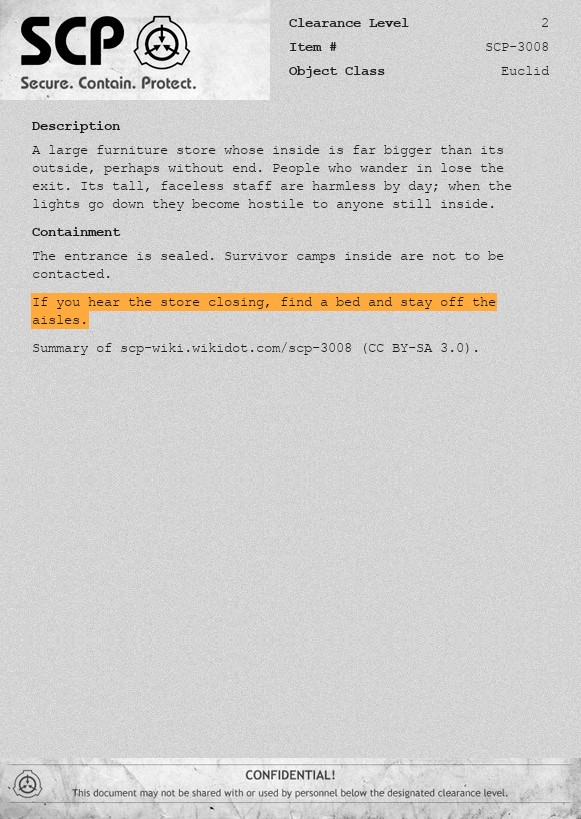 SCP
Secure. Contain. Protect.
Clearance Level 2
Item # SCP-3008
Object Class Euclid
Description
A large furniture store whose inside is far bigger than its
outside, perhaps without end. People who wander in lose the
exit. Its tall, faceless staff are harmless by day; when the
lights go down they become hostile to anyone still inside.
Containment
The entrance is sealed. Survivor camps inside are not to be
contacted.
If you hear the store closing, find a bed and stay off the
aisles.
Summary of scp-wiki.wikidot.com/scp-3008 (CC BY-SA 3.0).
CONFIDENTIAL!
This document may not be shared with or used by personnel below the designated clearance level.